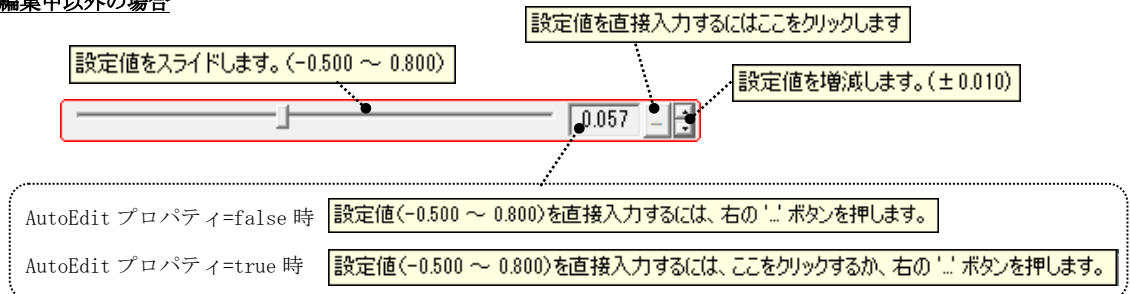 編集中以外の場合
設定値を直接入力するにはここをクリックします
設定値をスライドします。(-0.500 ～ 0.800)
設定値を増減します。(±0.010)
0.057
AutoEdit プロパティ=false 時 設定値(-0.500 ～ 0.800)を直接入力するには、右の '...' ボタンを押します。
AutoEdit プロパティ=true 時 設定値(-0.500 ～ 0.800)を直接入力するには、ここをクリックするか、右の '...' ボタンを押します。